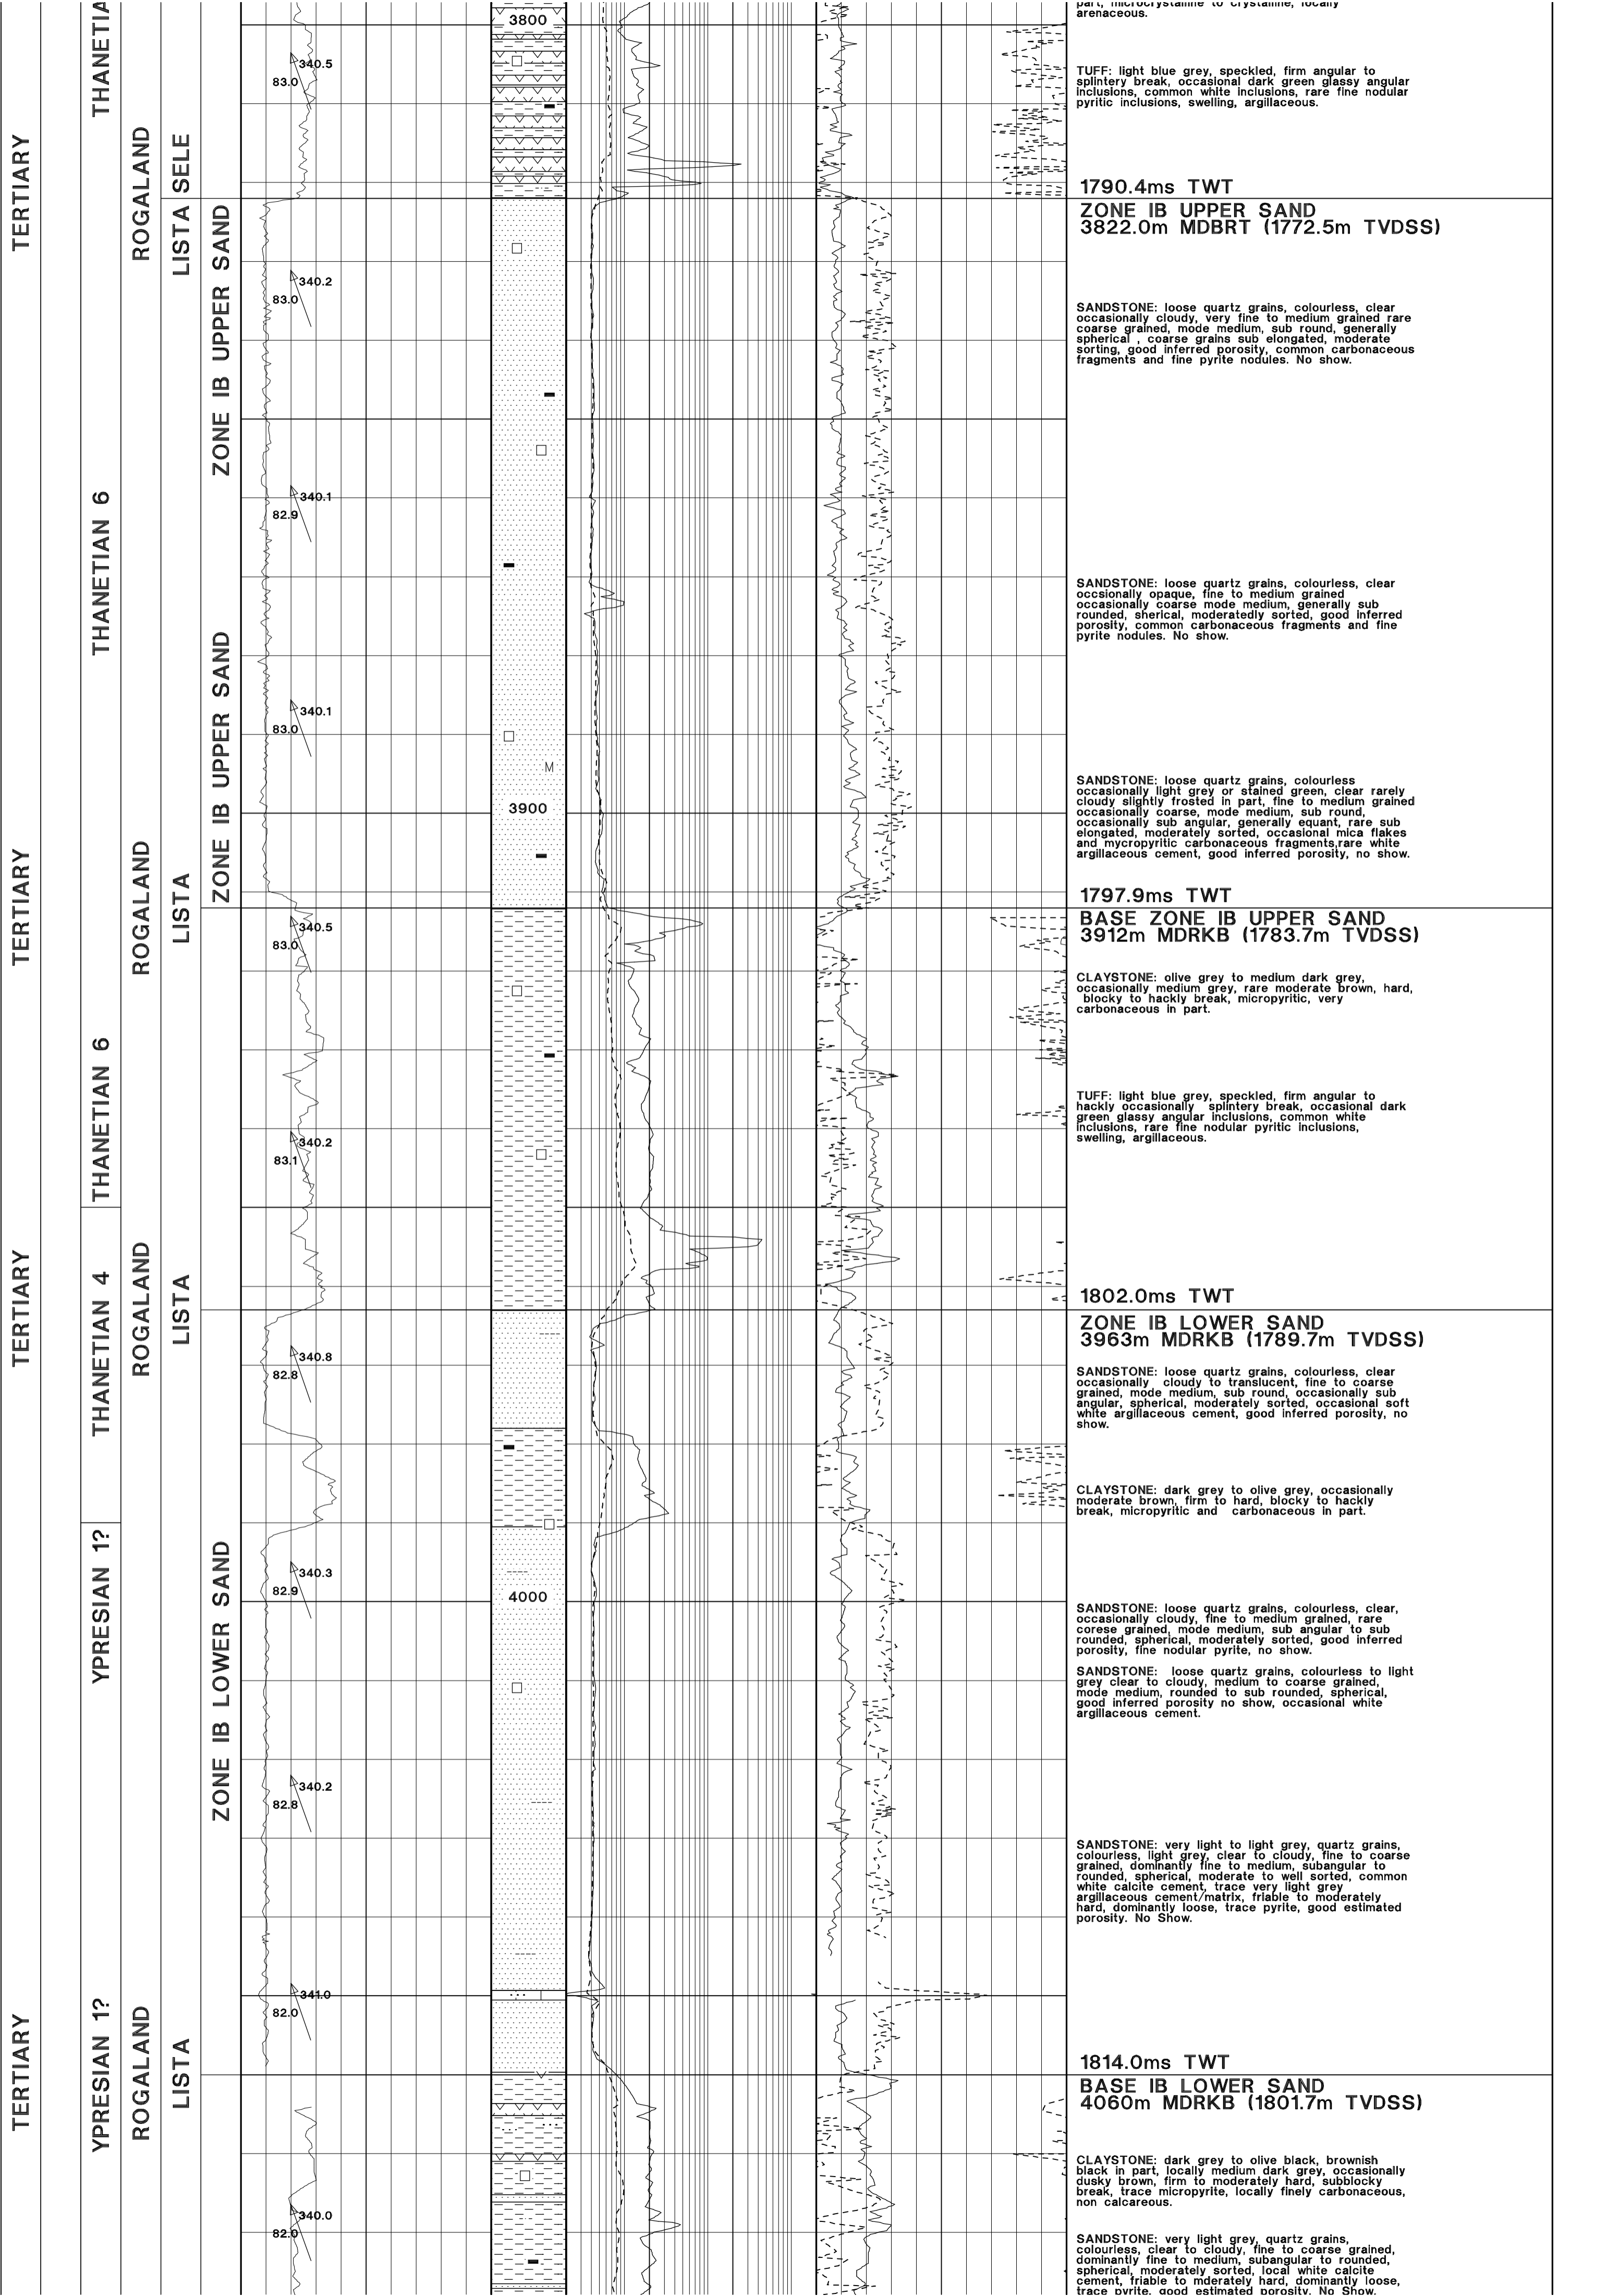 TERTIARY
TERTIARY
TERTIARY
TERTIARY
THANETIA
THANETIAN 6
THANETIAN 6
THANETIAN 4
YPRESIAN 1?
YPRESIAN 1?
ROGALAND
ROGALAND
ROGALAND
ROGALAND
SELE
LISTA
LISTA
LISTA
LISTA
ZONE IB UPPER SAND
ZONE IB UPPER SAND
ZONE IB LOWER SAND
340.5
83.0
340.2
83.0
340.1
82.9
340.1
83.0
340.5
83.0
340.2
83.1
340.8
82.8
340.3
82.9
340.2
82.8
341.0
82.0
340.0
82.0
3800
M
3900
4000
part, microcrystalline to crystalline, locally
arenaceous.
TUFF: light blue grey, speckled, firm angular to
splintery break, occasional dark green glassy angular
inclusions, common white inclusions, rare fine nodular
pyritic inclusions, swelling, argillaceous.
1790.4ms TWT
ZONE IB UPPER SAND
3822.0m MDBRT (1772.5m TVDSS)
SANDSTONE: loose quartz grains, colourless, clear
occasionally cloudy, very fine to medium grained rare
coarse grained, mode medium, sub round, generally
spherical , coarse grains sub elongated, moderate
sorting, good inferred porosity, common carbonaceous
fragments and fine pyrite nodules. No show.
SANDSTONE: loose quartz grains, colourless, clear
occsionally opaque, fine to medium grained
occasionally coarse mode medium, generally sub
rounded, sherical, moderatedly sorted, good inferred
porosity, common carbonaceous fragments and fine
pyrite nodules. No show.
SANDSTONE: loose quartz grains, colourless
occasionally light grey or stained green, clear rarely
cloudy slightly frosted in part, fine to medium grained
occasionally coarse, mode medium, sub round,
occasionally sub angular, generally equant, rare sub
elongated, moderately sorted, occasional mica flakes
and mycropyritic carbonaceous fragments,rare white
argillaceous cement, good inferred porosity, no show.
1797.9ms TWT
BASE ZONE IB UPPER SAND
3912m MDRKB (1783.7m TVDSS)
CLAYSTONE: olive grey to medium dark grey,
occasionally medium grey, rare moderate brown, hard,
blocky to hackly break, micropyritic, very
carbonaceous in part.
TUFF: light blue grey, speckled, firm angular to
hackly occasionally splintery break, occasional dark
green glassy angular inclusions, common white
inclusions, rare fine nodular pyritic inclusions,
swelling, argillaceous.
1802.0ms TWT
ZONE IB LOWER SAND
3963m MDRKB (1789.7m TVDSS)
SANDSTONE: loose quartz grains, colourless, clear
occasionally cloudy to translucent, fine to coarse
grained, mode medium, sub round, occasionally sub
angular, spherical, moderately sorted, occasional soft
white argillaceous cement, good inferred porosity, no
show.
CLAYSTONE: dark grey to olive grey, occasionally
moderate brown, firm to hard, blocky to hackly
break, micropyritic and carbonaceous in part.
SANDSTONE: loose quartz grains, colourless, clear,
occasionally cloudy, fine to medium grained, rare
corese grained, mode medium, sub angular to sub
rounded, spherical, moderately sorted, good inferred
porosity, fine nodular pyrite, no show.
SANDSTONE: loose quartz grains, colourless to light
grey clear to cloudy, medium to coarse grained,
mode medium, rounded to sub rounded, spherical,
good inferred porosity no show, occasional white
argillaceous cement.
SANDSTONE: very light to light grey, quartz grains,
colourless, light grey, clear to cloudy, fine to coarse
grained, dominantly fine to medium, subangular to
rounded, spherical, moderate to well sorted, common
white calcite cement, trace very light grey
argillaceous cement/matrix, friable to moderately
hard, dominantly loose, trace pyrite, good estimated
porosity. No Show.
1814.0ms TWT
BASE IB LOWER SAND
4060m MDRKB (1801.7m TVDSS)
CLAYSTONE: dark grey to olive black, brownish
black in part, locally medium dark grey, occasionally
dusky brown, firm to moderately hard, subblocky
break, trace micropyrite, locally finely carbonaceous,
non calcareous.
SANDSTONE: very light grey, quartz grains,
colourless, clear to cloudy, fine to coarse grained,
dominantly fine to medium, subangular to rounded,
spherical, moderately sorted, local white calcite
cement, friable to mderately hard, dominantly loose,
trace pyrite, good estimated porosity. No Show.